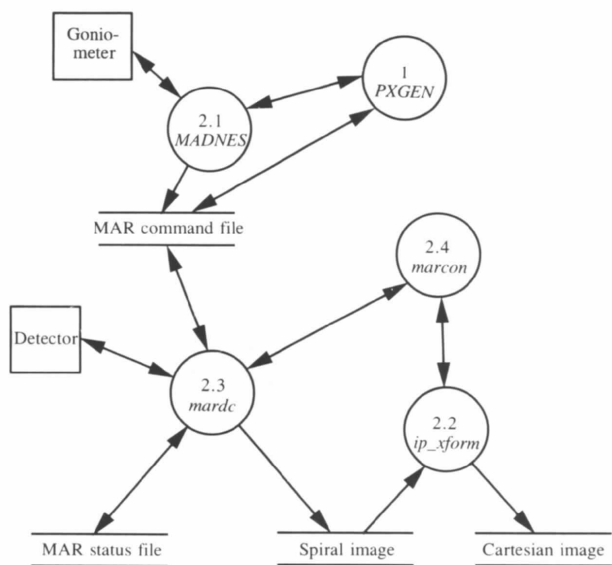 Gonio-
meter
1
PXGEN
2.1
MADNES
MAR command file
2.4
marcon
Detector
2.3
mardc
2.2
ip_xform
MAR status file
Spiral image
Cartesian image